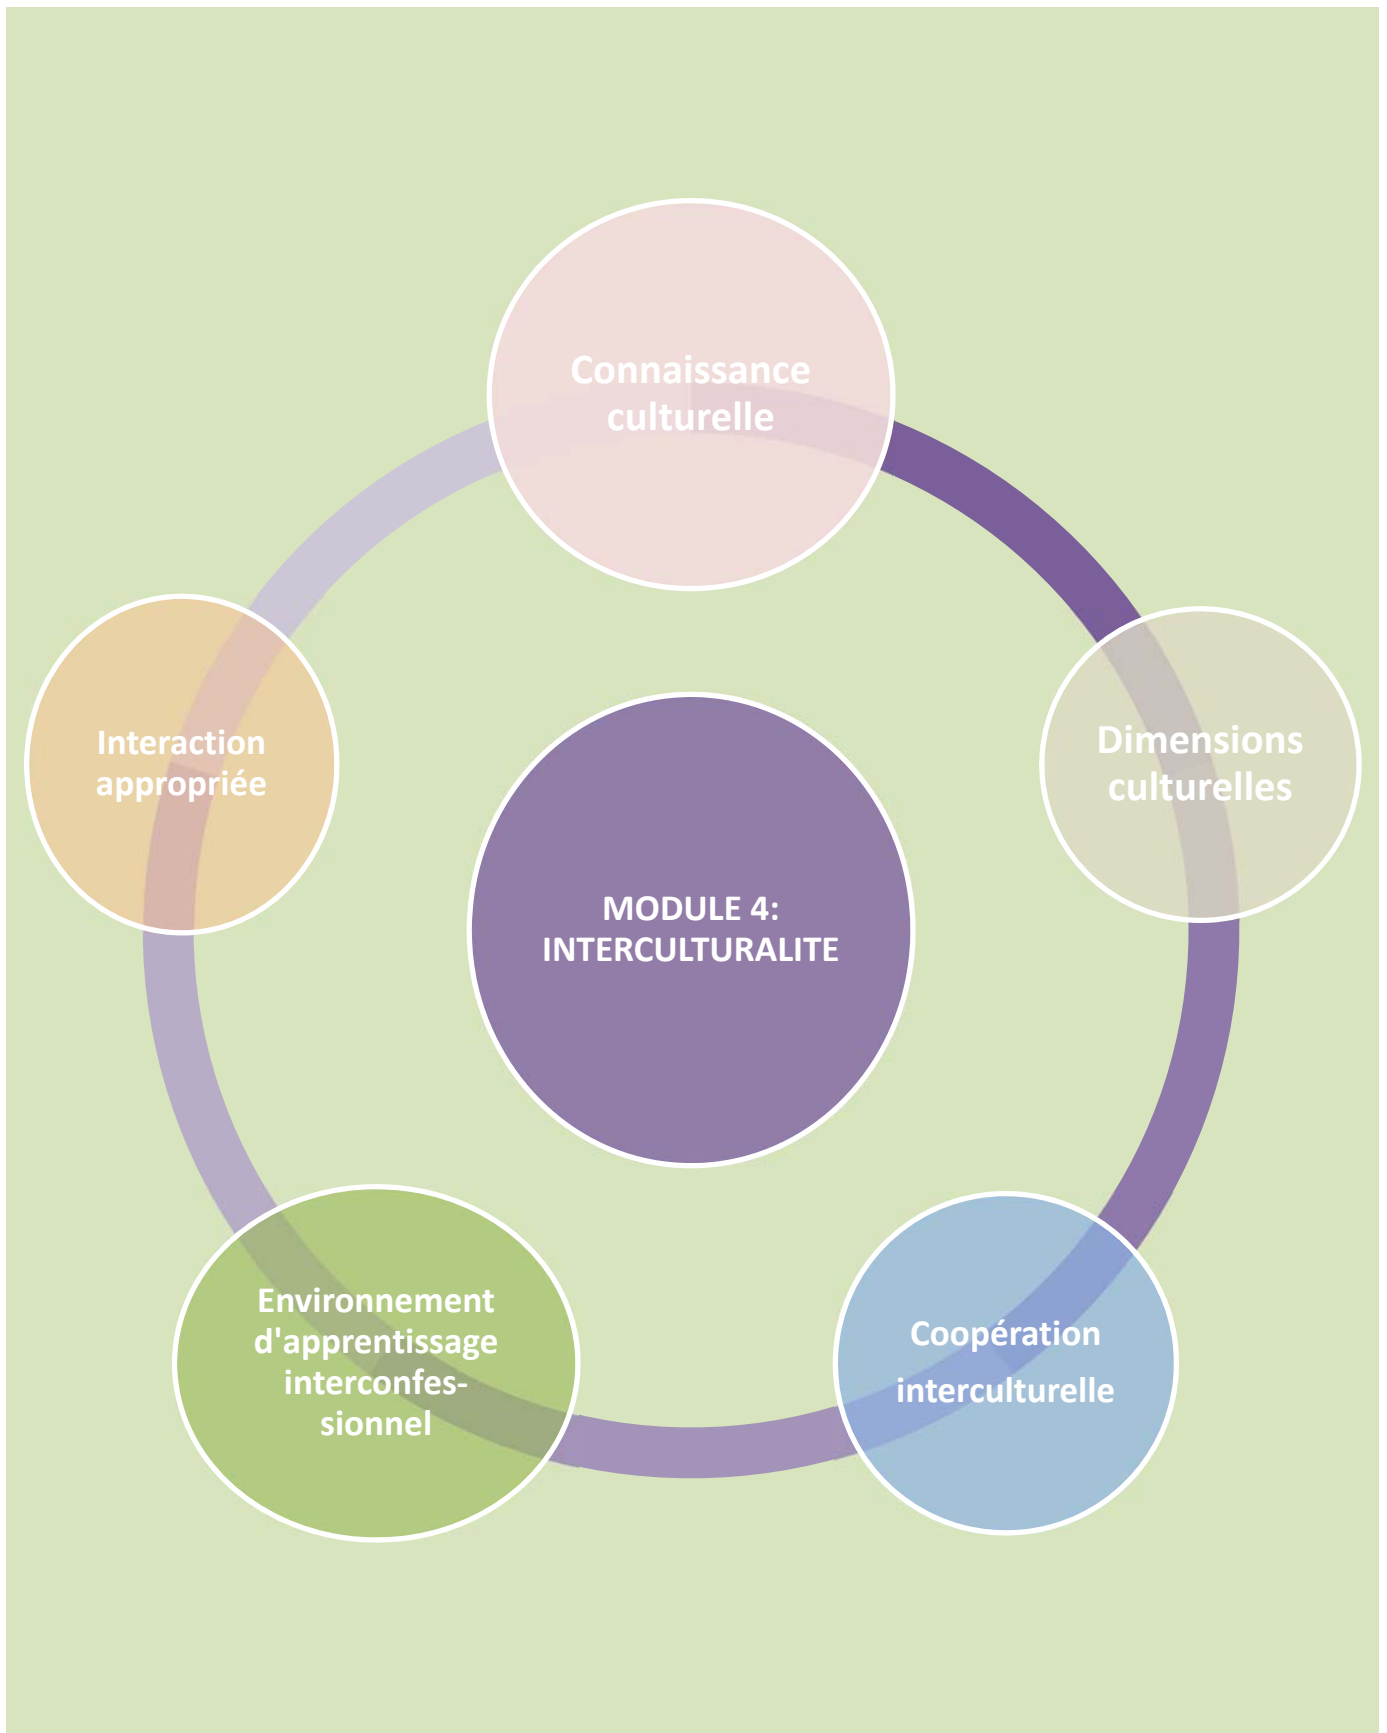 Connaissance
culturelle
Dimensions
culturelles
Interaction
appropriée
MODULE 4:
INTERCULTURALITE
Environnement
d'apprentissage
interconfes-
sionnel
Coopération
interculturelle